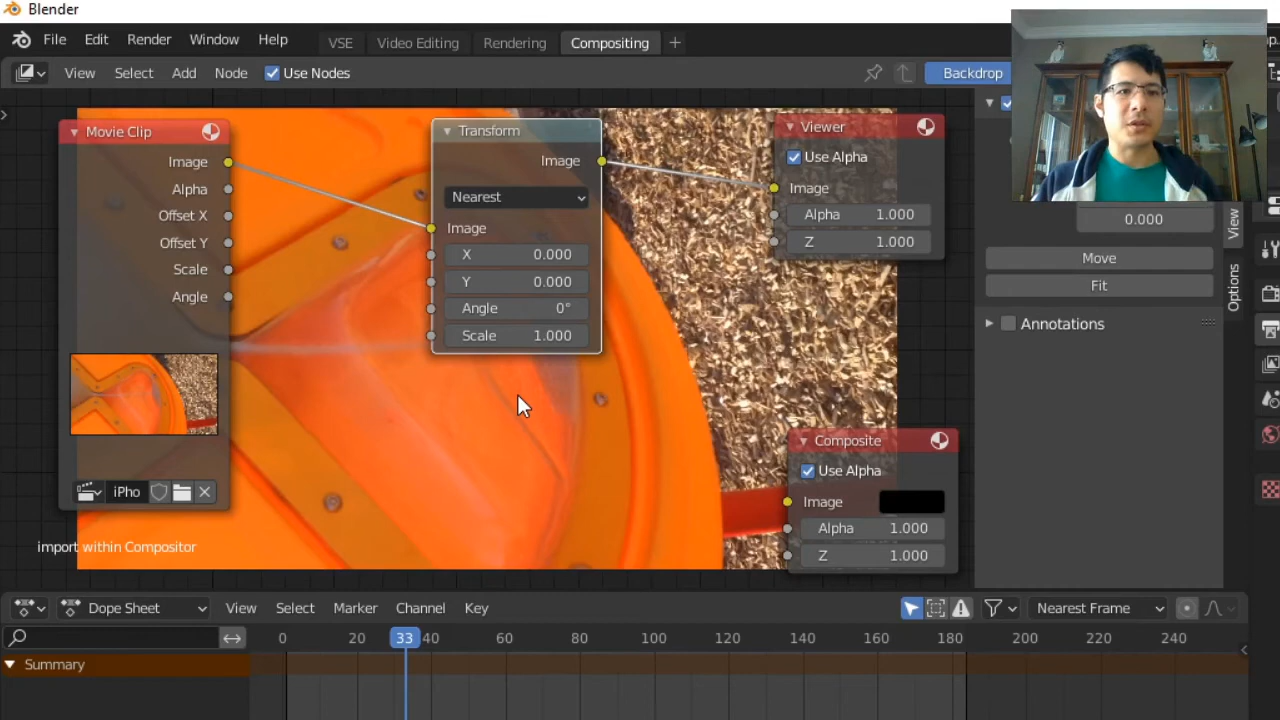 Blender
File Edit Render Window Help VSE Video Editing Rendering Compositing +
View Select Add Node Use Nodes Backdrop
Movie Clip
Image
Alpha
Offset X
Offset Y
Scale
Angle
iPho
Transform
Image
Nearest
Image
X 0.000
Y 0.000
Angle 0°
Scale 1.000
Viewer
Use Alpha
Image
Alpha 1.000
Z 1.000
Composite
Use Alpha
Image
Alpha 1.000
Z 1.000
0.000
Move
Fit
Annotations
View
Options
import within Compositor
Dope Sheet View Select Marker Channel Key Nearest Frame
0 20 33 40 60 80 100 120 140 160 180 200 220 240
Summary